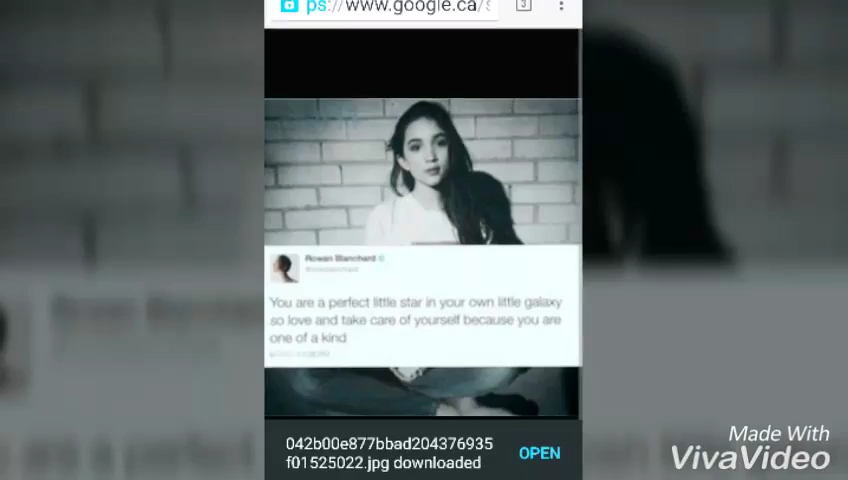 ps://www.google.ca/s
3
Rowan Blanchard
You are a perfect little star in your own little galaxy
so love and take care of yourself because you are
one of a kind
042b00e877bbad204376935
f01525022.jpg downloaded
OPEN
Made With
VivaVideo